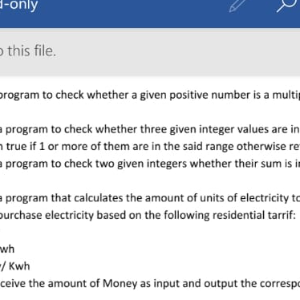 d-only
this file.
program to check whether a given positive number is a multip
a program to check whether three given integer values are in
true if 1 or more of them are in the said range otherwise re
a program to check two given integers whether their sum is i
a program that calculates the amount of units of electricity to
purchase electricity based on the following residential tarrif:
wh
/ Kwh
ceive the amount of Money as input and output the corresp